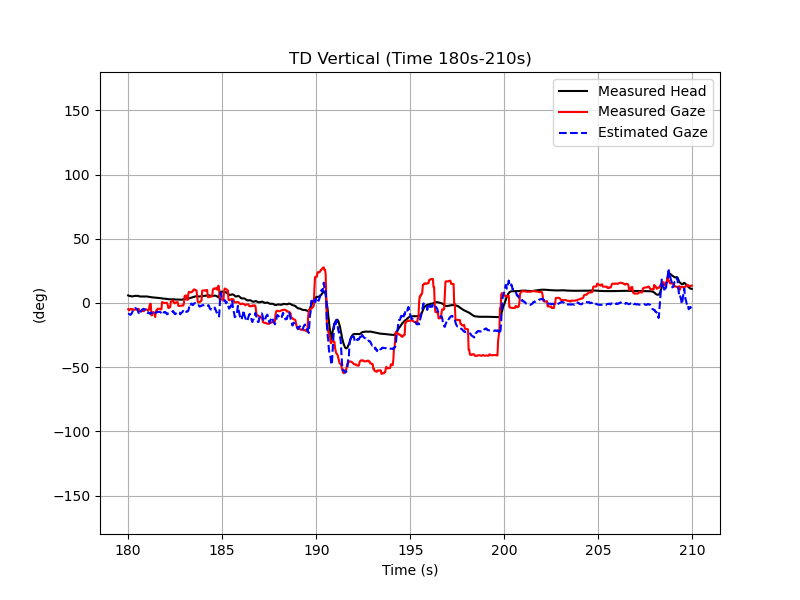 TD Vertical (Time 180s-210s)
Measured Head
Measured Gaze
Estimated Gaze
150
100
50
0
−50
−100
−150
(deg)
180 185 190 195 200 205 210
Time (s)